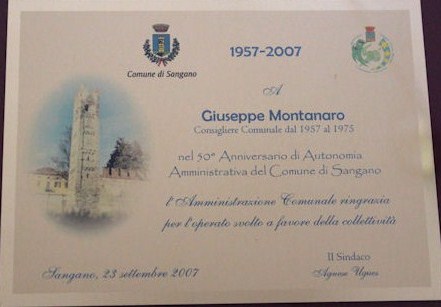 Comune di Sangano
1957-2007
A
Giuseppe Montanaro
Consigliere Comunale dal 1957 al 1975
nel 50° Anniversario di Autonomia
Amministrativa del Comune di Sangano
l'Amministrazione Comunale ringrazia
per l'operato svolto a favore della collettività
Il Sindaco
Agnese Ugues
Sangano, 23 settembre 2007